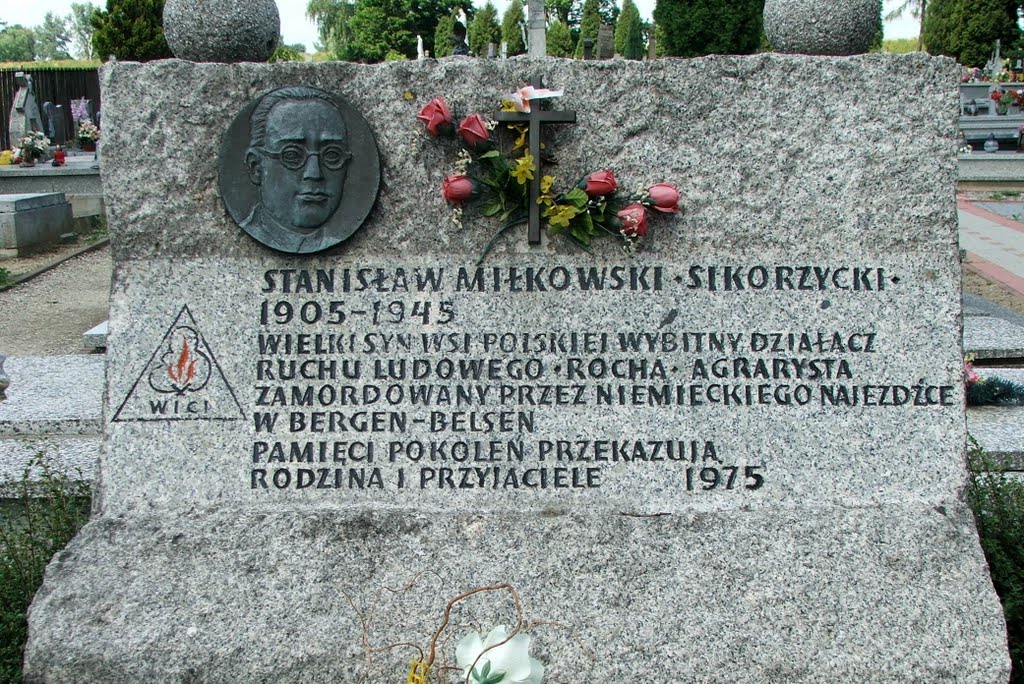 STANISŁAW MIŁKOWSKI · SIKORZYCKI ·
1905-1945
WIELKI SYN WSI POLSKIEJ WYBITNY DZIAŁACZ
RUCHU LUDOWEGO · ROCHA · AGRARYSTA
ZAMORDOWANY PRZEZ NIEMIECKIEGO NAJEZDŹCE
W BERGEN-BELSEN
PAMIĘCI POKOLEŃ PRZEKAZUJĄ
RODZINA I PRZYJACIELE 1975
WICI